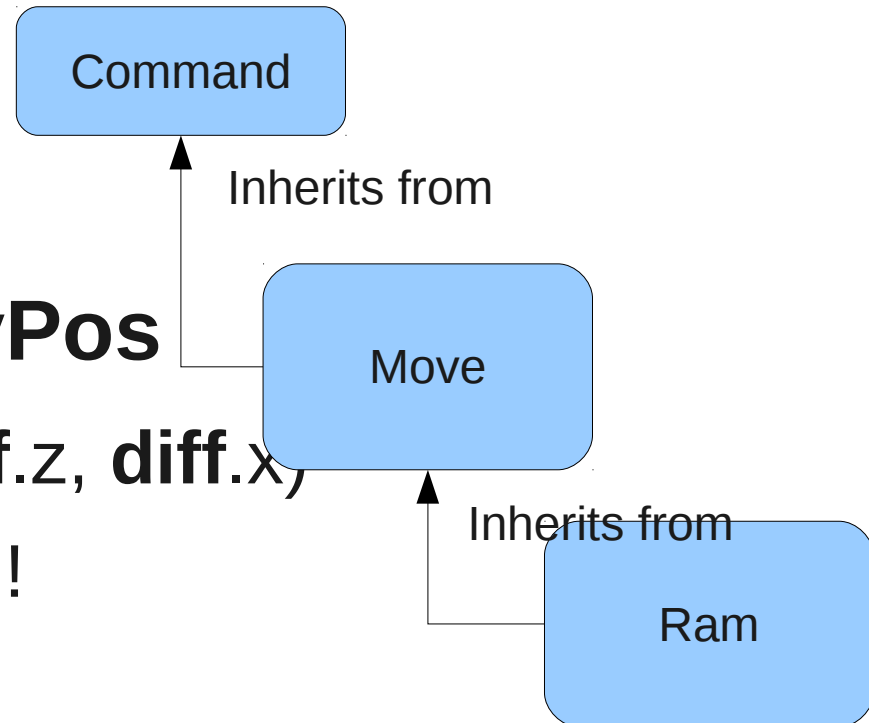 Command
Inherits from
Pos
Move
.z, diff.x)
Inherits from
!
Ram